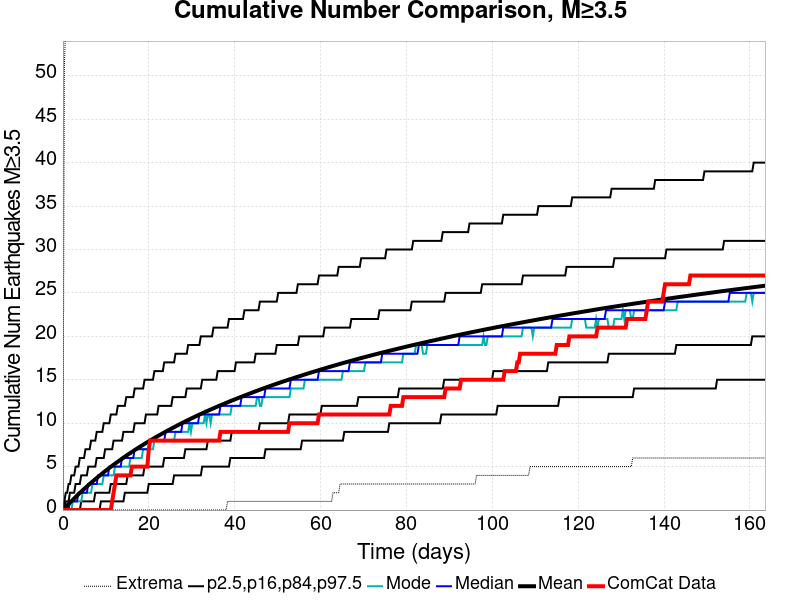 Cumulative Number Comparison, M≥3.5
Cumulative Num Earthquakes M≥3.5
50
45
40
35
30
25
20
15
10
5
0
0 20 40 60 80 100 120 140 160
Time (days)
Extrema p2.5,p16,p84,p97.5 Mode Median Mean ComCat Data